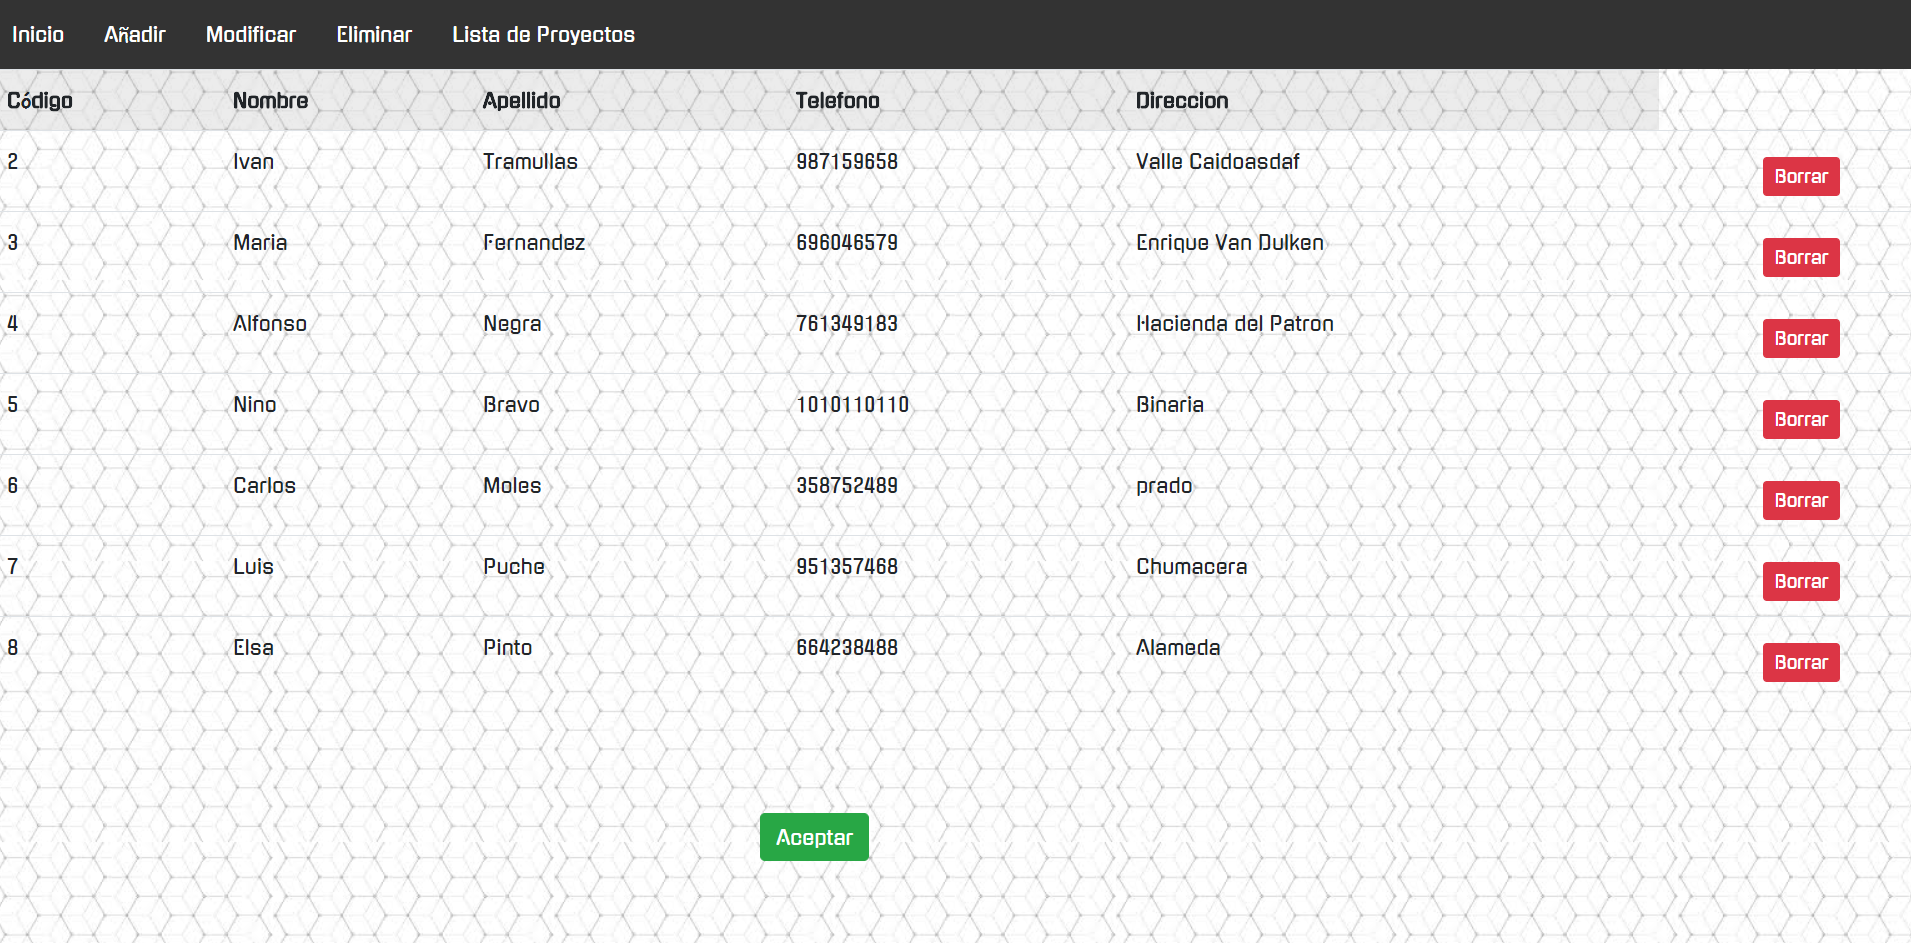 Inicio Añadir Modificar Eliminar Lista de Proyectos
Código Nombre Apellido Telefono Direccion
2 Ivan Tramullas 987159658 Valle Caidoasdaf Borrar
3 Maria Fernandez 696046579 Enrique Van Dulken Borrar
4 Alfonso Negra 761349183 Hacienda del Patron Borrar
5 Nino Bravo 1010110110 Binaria Borrar
6 Carlos Moles 358752489 prado Borrar
7 Luis Puche 951357468 Chumacera Borrar
8 Elsa Pinto 664238488 Alameda Borrar
Aceptar